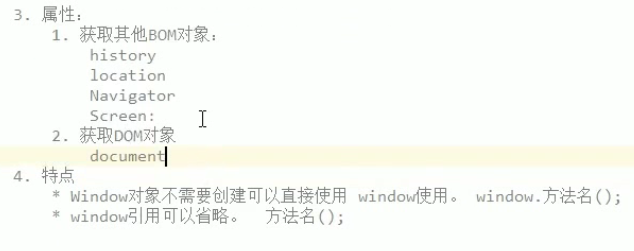 3. 属性：
1. 获取其他BOM对象：
history
location
Navigator
Screen:
2. 获取DOM对象
document
4. 特点
* Window对象不需要创建可以直接使用 window使用。 window.方法名();
* window引用可以省略。 方法名();